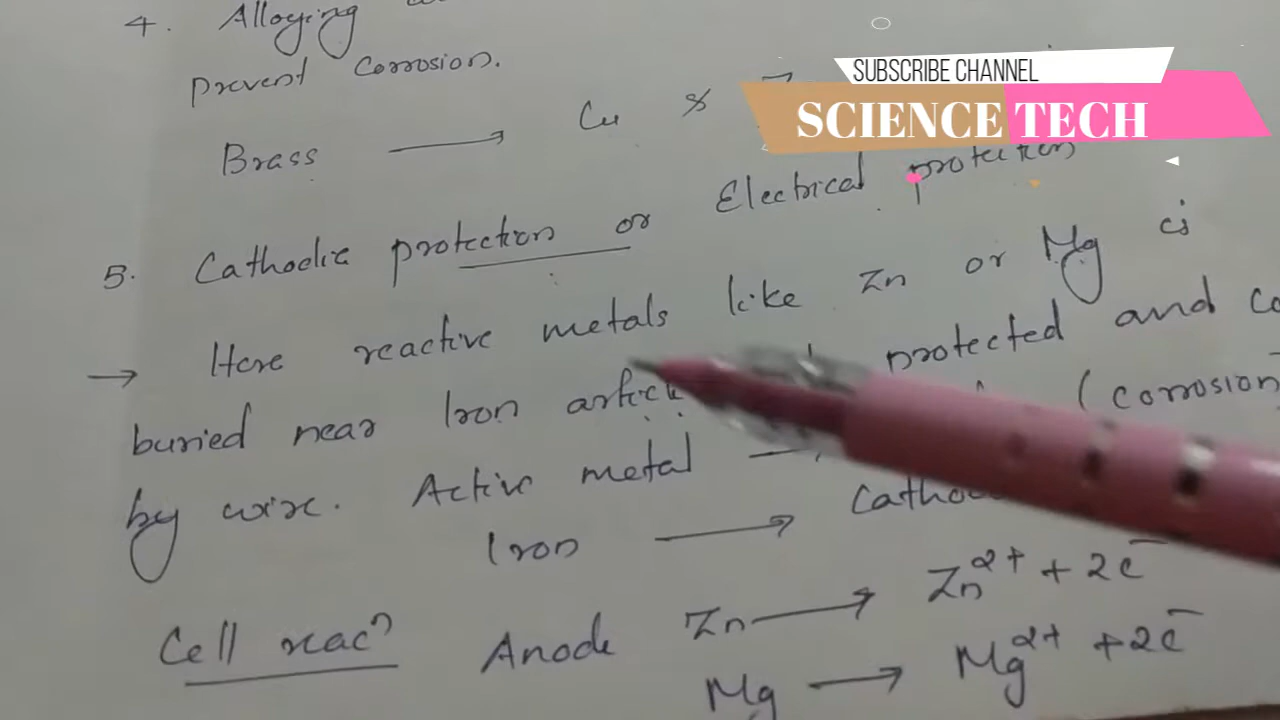 4. Alloying
Prevent Corrosion.
SUBSCRIBE CHANNEL
SCIENCE TECH
Brass → Cu &
5. Cathodic protection or Electrical protection
→ Here reactive metals like Zn or Mg is
buried near Iron protected and
by wire. Active metal → (corrosion
Iron →
Cell reacn Anode Zn → Zn2+ + 2e-
Mg → Mg2+ + 2e-